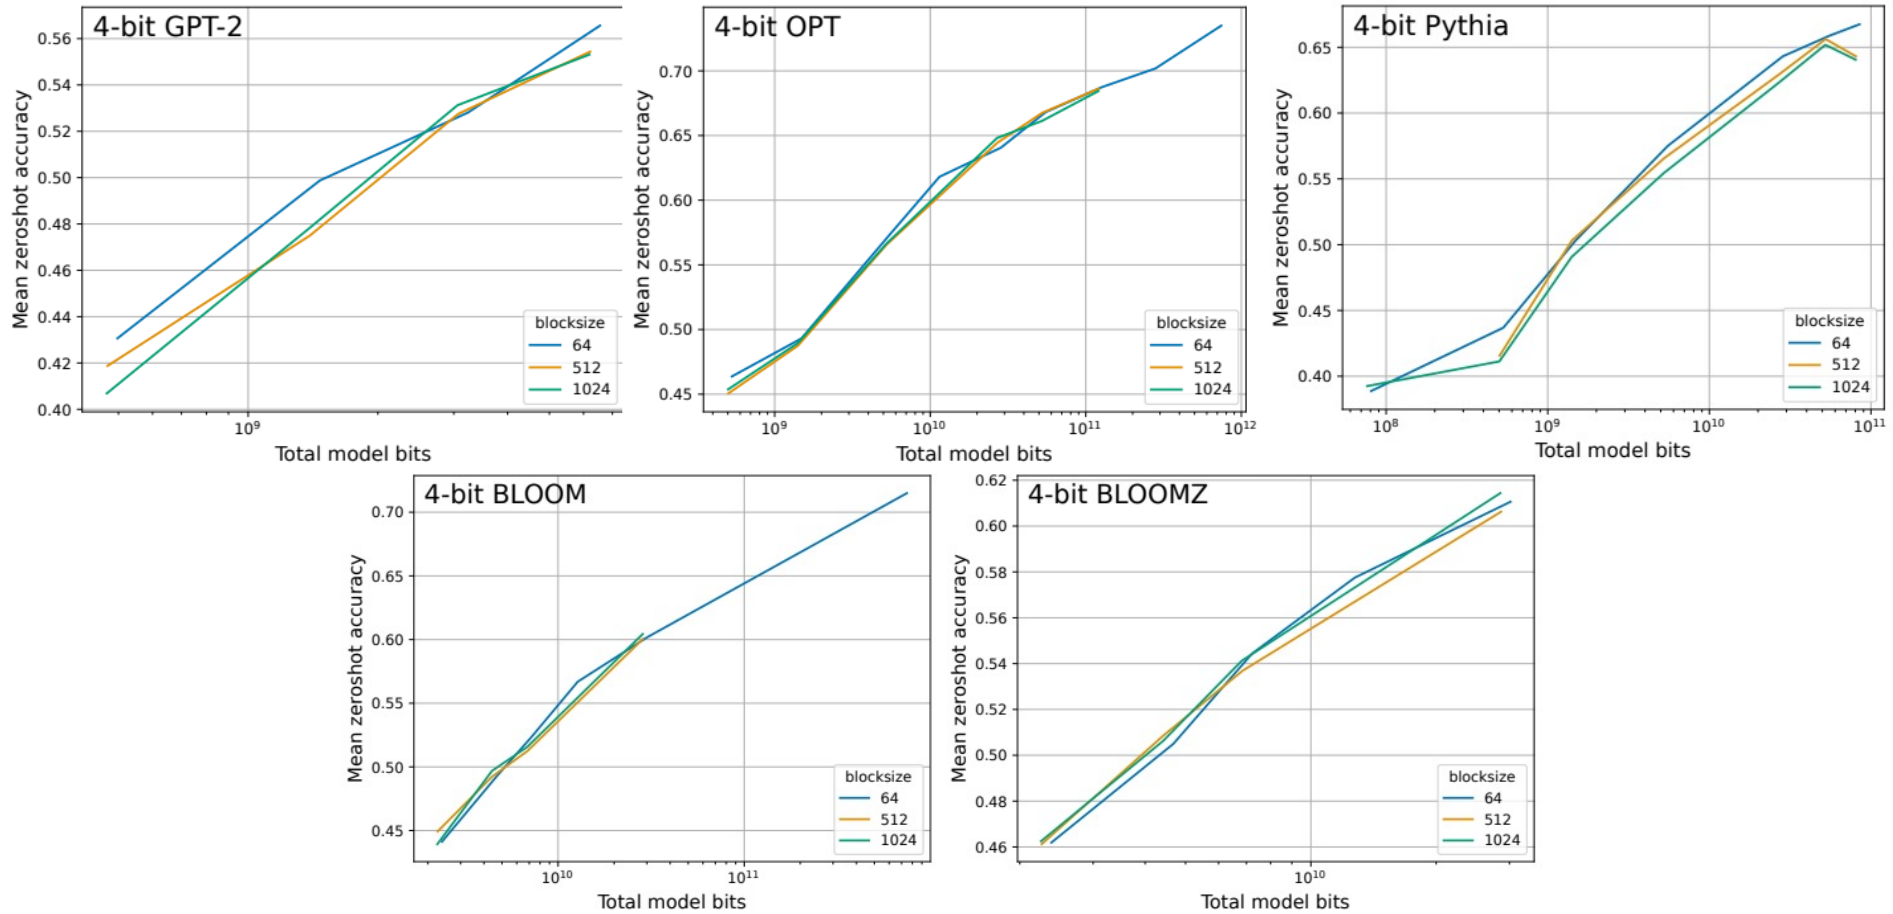 4-bit GPT-2
Mean zeroshot accuracy
0.56
0.54
0.52
0.50
0.48
0.46
0.44
0.42
0.40
10⁹
Total model bits
blocksize
64
512
1024
4-bit OPT
Mean zeroshot accuracy
0.70
0.65
0.60
0.55
0.50
0.45
10⁹ 10¹⁰ 10¹¹ 10¹²
Total model bits
blocksize
64
512
1024
4-bit Pythia
Mean zeroshot accuracy
0.65
0.60
0.55
0.50
0.45
0.40
10⁸ 10⁹ 10¹⁰ 10¹¹
Total model bits
blocksize
64
512
1024
4-bit BLOOM
Mean zeroshot accuracy
0.70
0.65
0.60
0.55
0.50
0.45
10¹⁰ 10¹¹
Total model bits
blocksize
64
512
1024
4-bit BLOOMZ
Mean zeroshot accuracy
0.62
0.60
0.58
0.56
0.54
0.52
0.50
0.48
0.46
10¹⁰
Total model bits
blocksize
64
512
1024